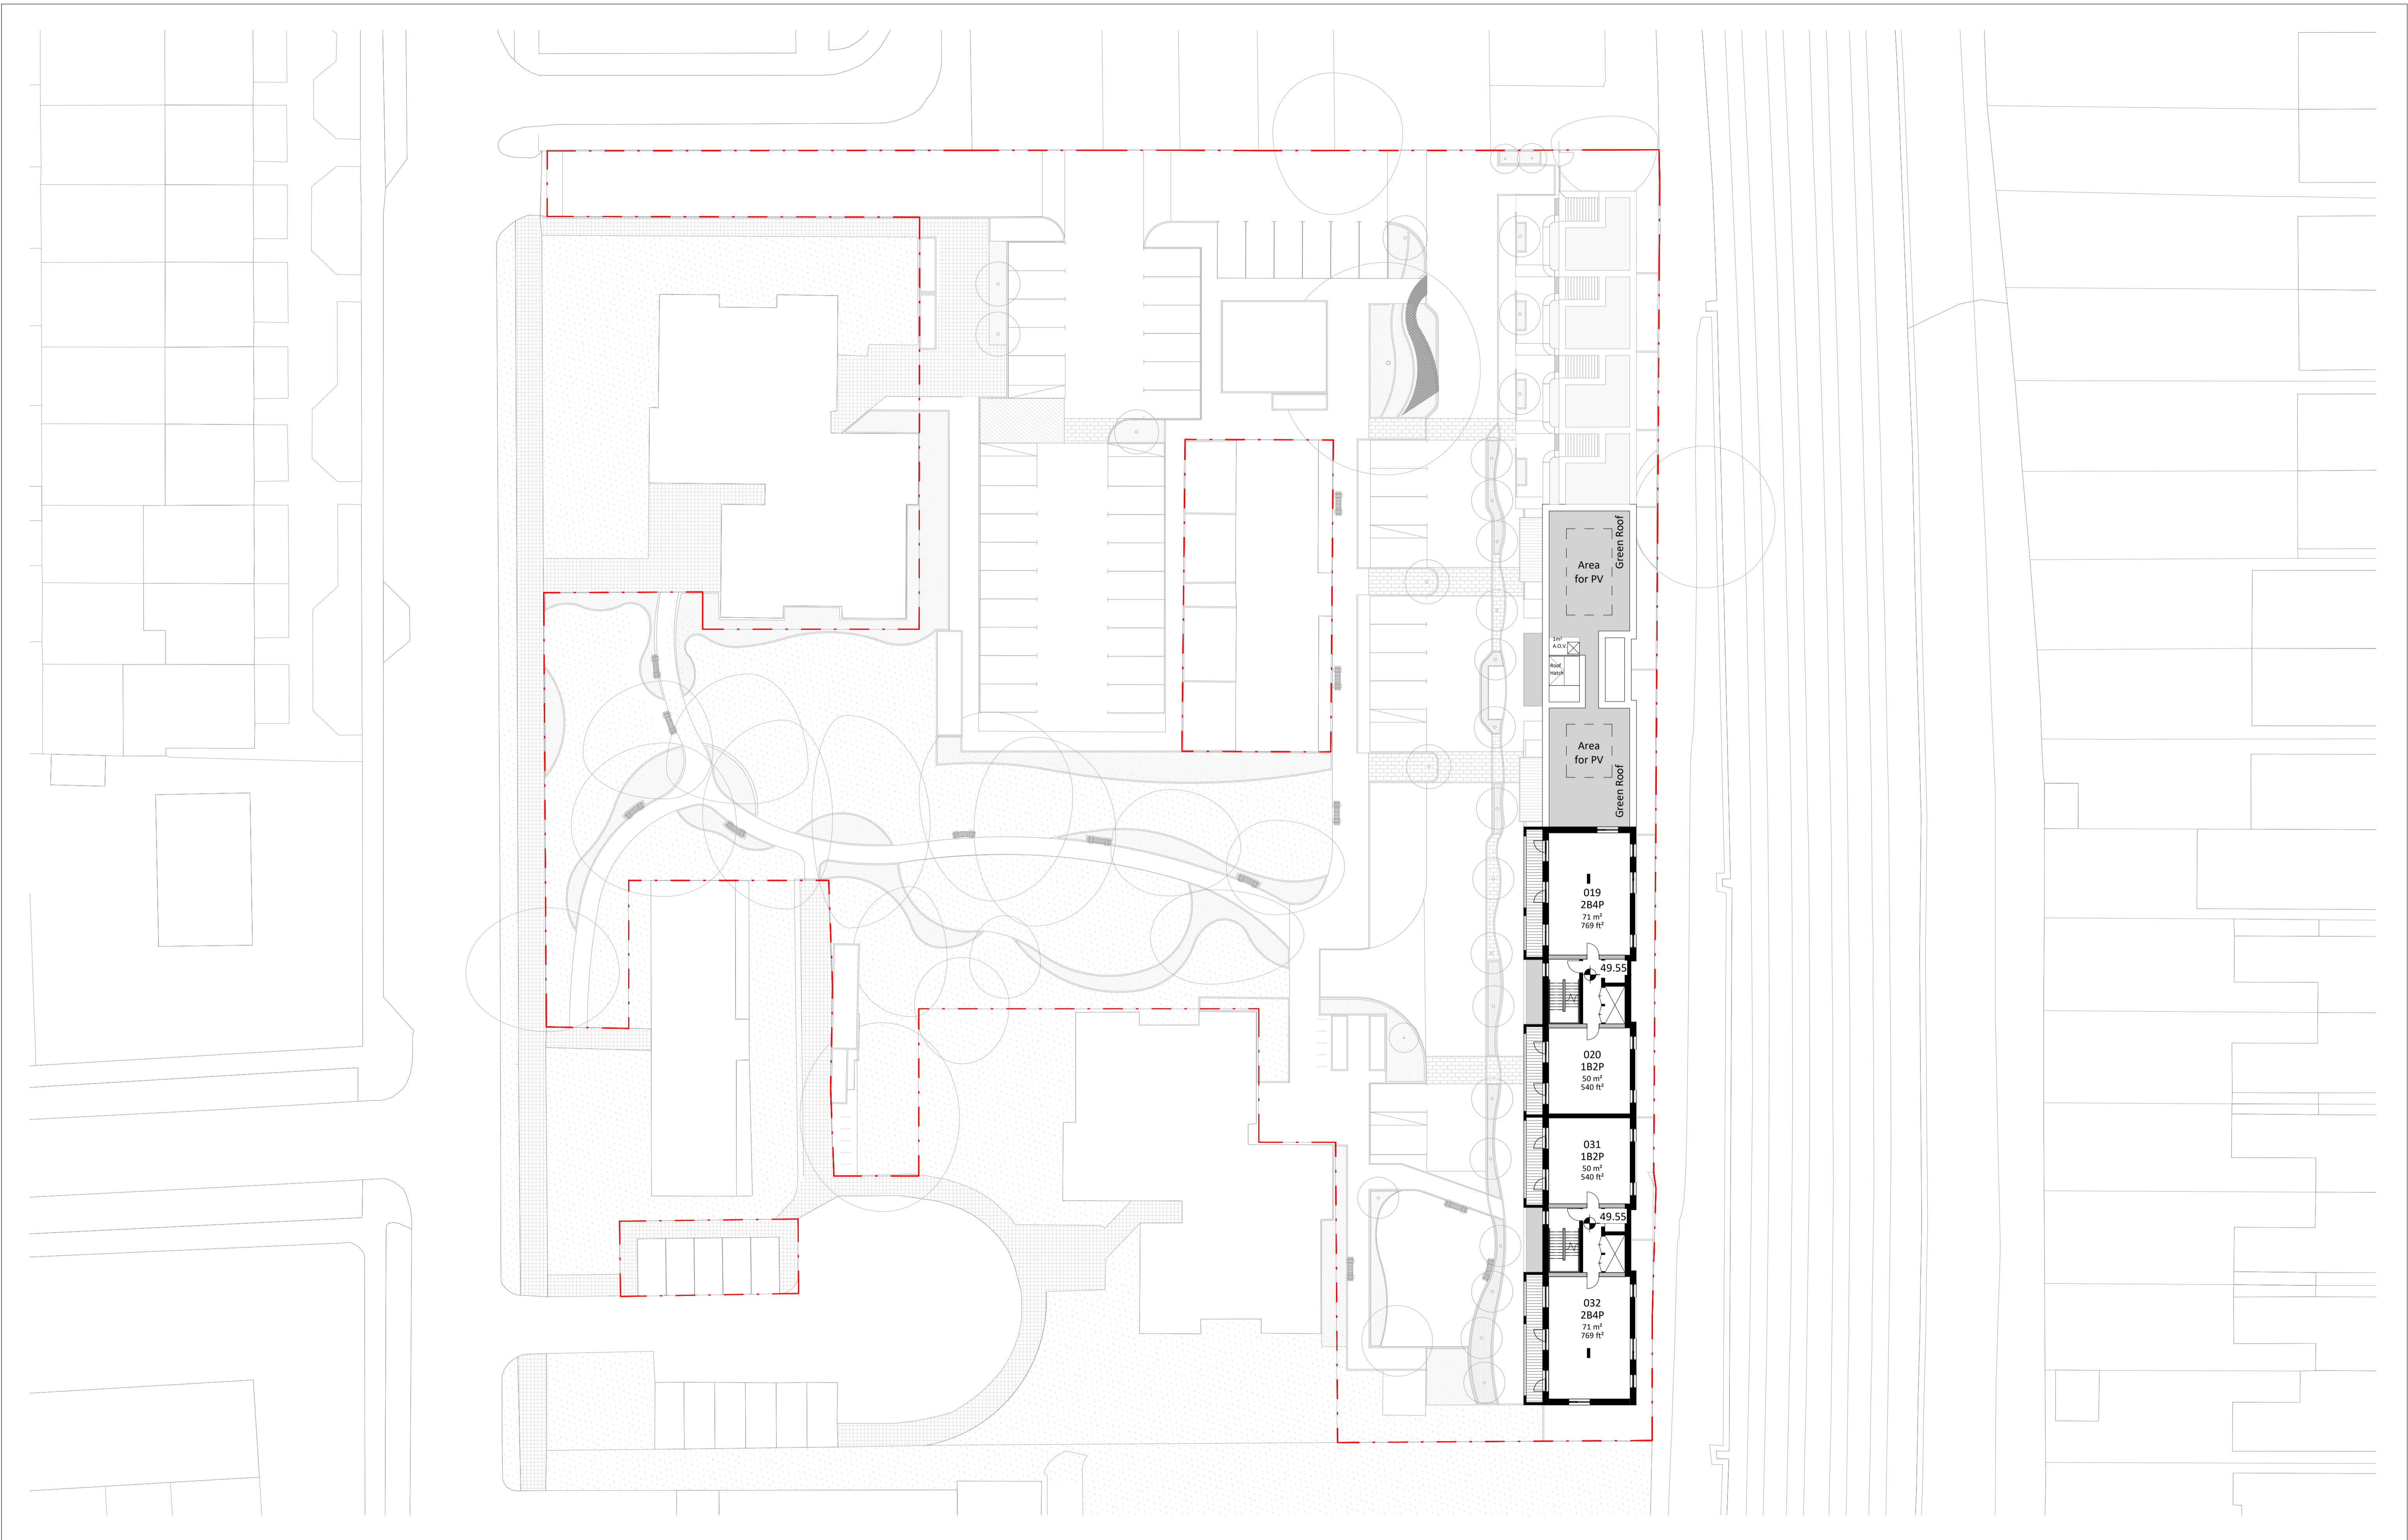 Green Roof
Area
for PV
1m²
A.O.V.
Roof
Hatch
Area
for PV
Green Roof
019
2B4P
71 m²
769 ft²
49.55
020
1B2P
50 m²
540 ft²
031
1B2P
50 m²
540 ft²
49.55
032
2B4P
71 m²
769 ft²